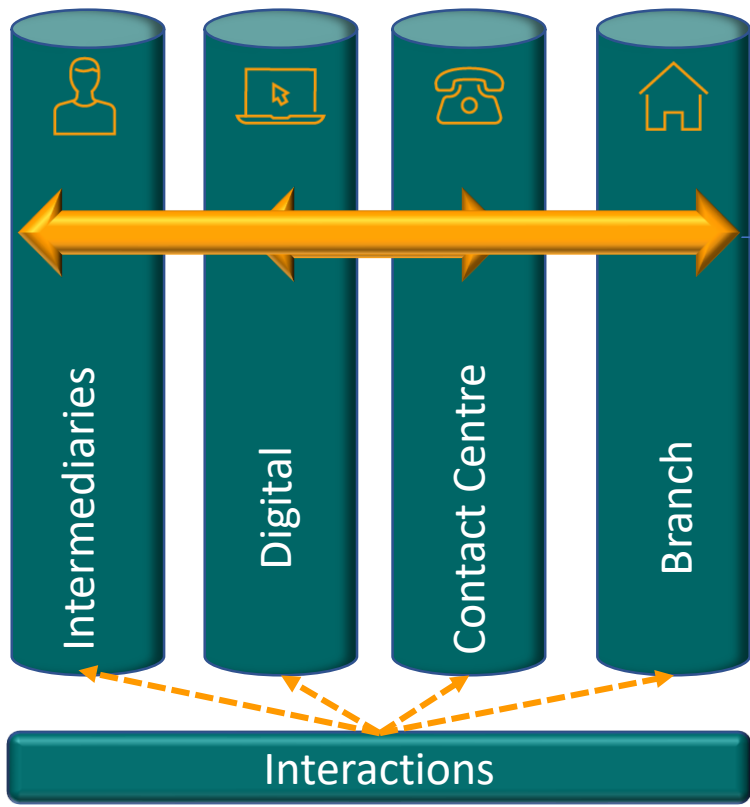 Intermediaries
Digital
Contact Centre
Branch
Interactions